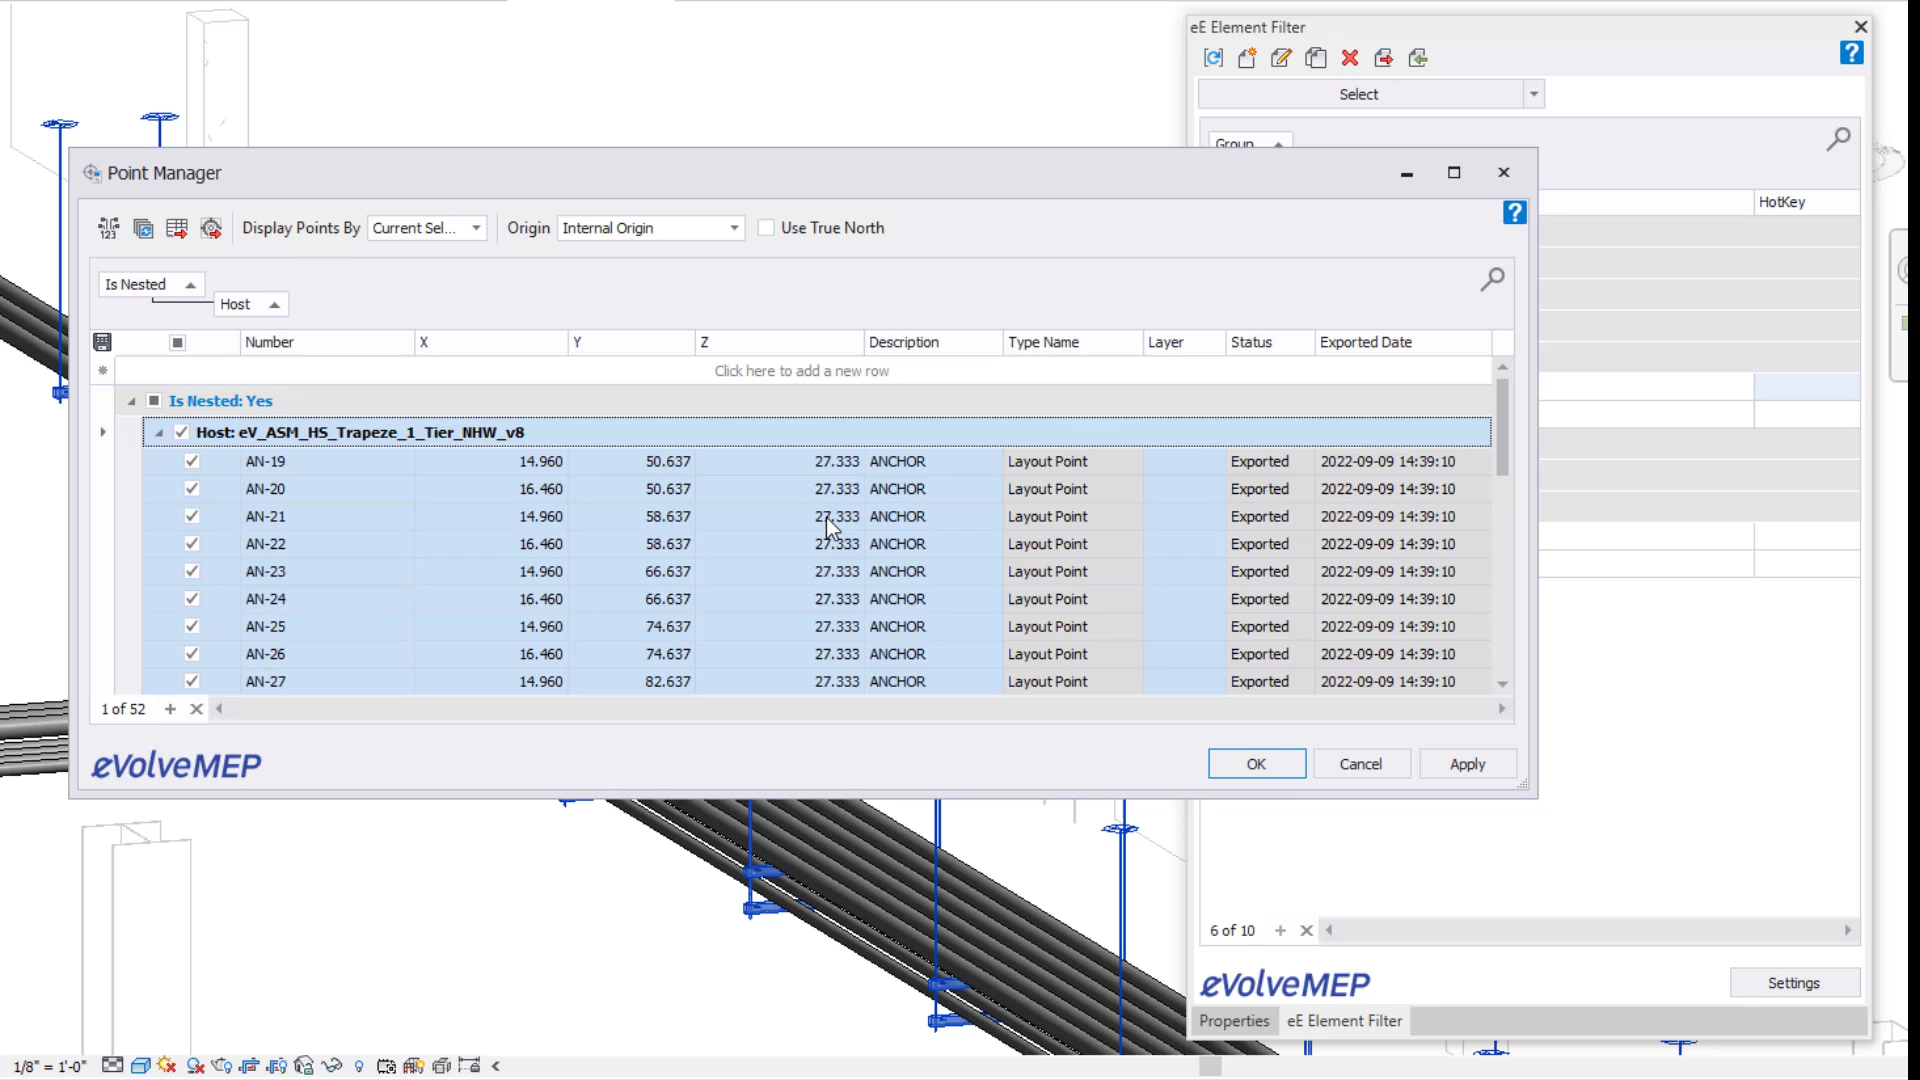 eE Element Filter
?
Select
Group
HotKey
Point Manager
?
123
Display Points By Current Sel... Origin Internal Origin Use True North
Is Nested
Host
Number X Y Z Description Type Name Layer Status Exported Date
Click here to add a new row
Is Nested: Yes
Host: eV_ASM_HS_Trapeze_1_Tier_NHW_v8
AN-19 14.960 50.637 27.333 ANCHOR Layout Point Exported 2022-09-09 14:39:10
AN-20 16.460 50.637 27.333 ANCHOR Layout Point Exported 2022-09-09 14:39:10
AN-21 14.960 58.637 27.333 ANCHOR Layout Point Exported 2022-09-09 14:39:10
AN-22 16.460 58.637 27.333 ANCHOR Layout Point Exported 2022-09-09 14:39:10
AN-23 14.960 66.637 27.333 ANCHOR Layout Point Exported 2022-09-09 14:39:10
AN-24 16.460 66.637 27.333 ANCHOR Layout Point Exported 2022-09-09 14:39:10
AN-25 14.960 74.637 27.333 ANCHOR Layout Point Exported 2022-09-09 14:39:10
AN-26 16.460 74.637 27.333 ANCHOR Layout Point Exported 2022-09-09 14:39:10
AN-27 14.960 82.637 27.333 ANCHOR Layout Point Exported 2022-09-09 14:39:10
1 of 52
eVolveMEP
OK Cancel Apply
6 of 10
eVolveMEP
Settings
Properties eE Element Filter
1/8" = 1'-0"